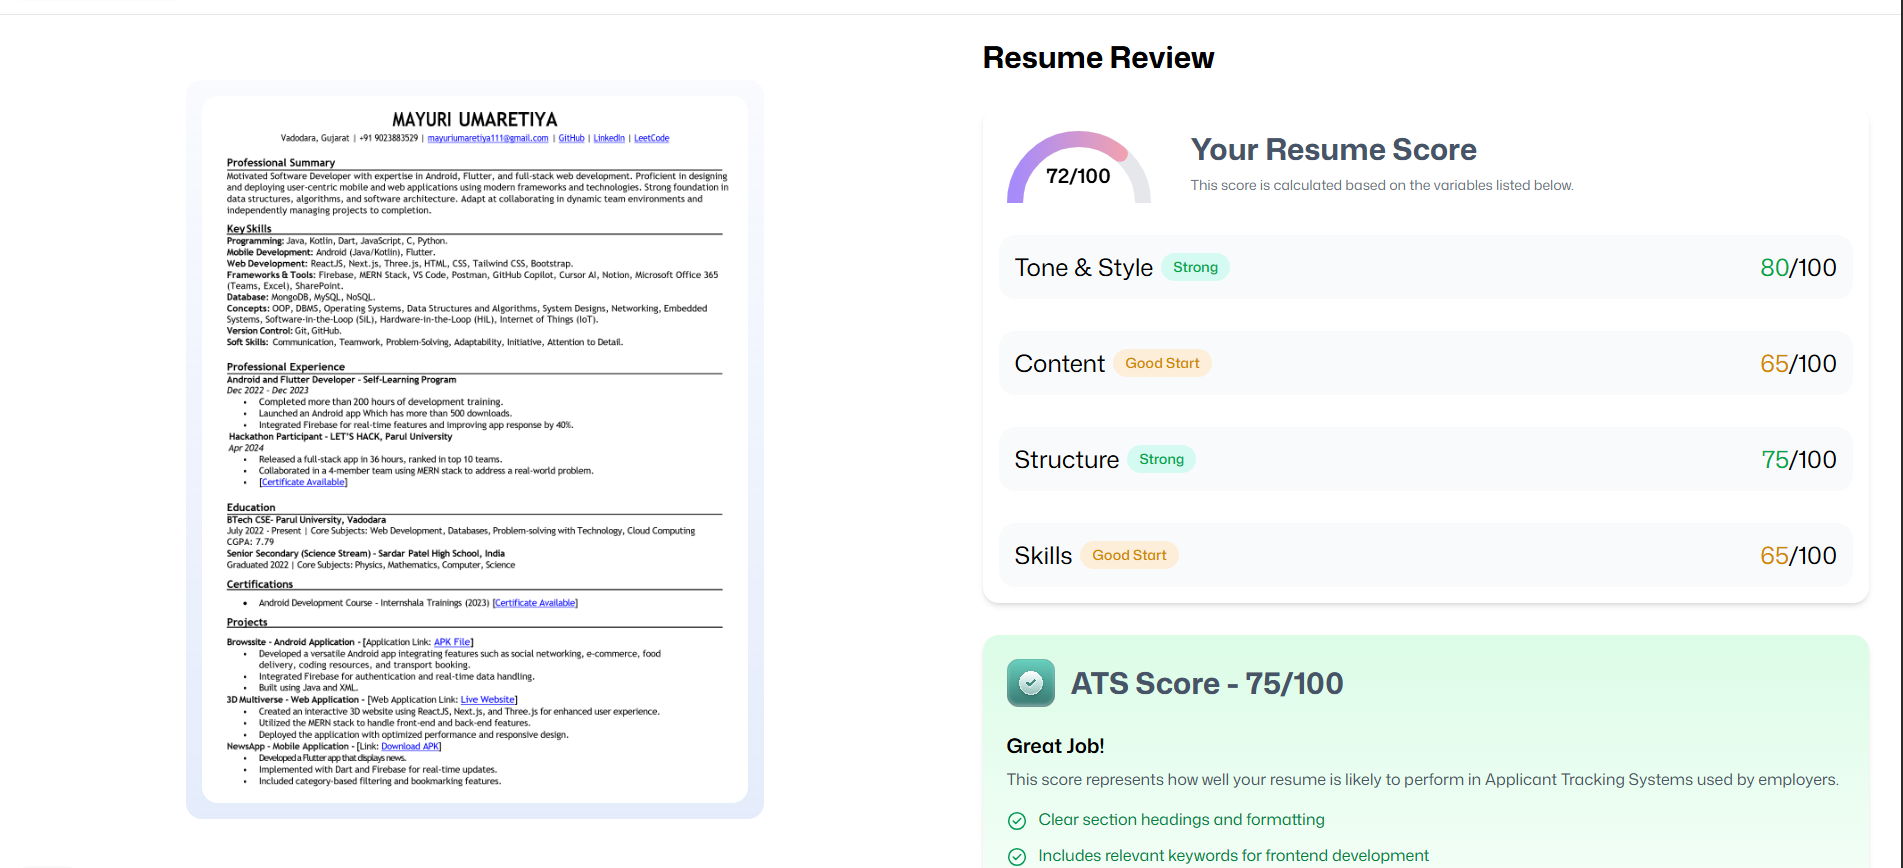 MAYURI UMARETIYA
Vadodara, Gujarat | +91 9023883529 | mayuriumaretiya111@gmail.com | GitHub | LinkedIn | LeetCode
Professional Summary
Motivated Software Developer with expertise in Android, Flutter, and full-stack web development. Proficient in designing
and deploying user-centric mobile and web applications using modern frameworks and technologies. Strong foundation in
data structures, algorithms, and software architecture. Adapt at collaborating in dynamic team environments and
independently managing projects to completion.
Key Skills
Programming: Java, Kotlin, Dart, JavaScript, C, Python.
Mobile Development: Android (Java/Kotlin), Flutter.
Web Development: ReactJS, Next.js, Three.js, HTML, CSS, Tailwind CSS, Bootstrap.
Frameworks & Tools: Firebase, MERN Stack, VS Code, Postman, GitHub Copilot, Cursor AI, Notion, Microsoft Office 365
(Teams, Excel), SharePoint.
Database: MongoDB, MySQL, NoSQL.
Concepts: OOP, DBMS, Operating Systems, Data Structures and Algorithms, System Designs, Networking, Embedded
Systems, Software-in-the-Loop (SIL), Hardware-in-the-Loop (HIL), Internet of Things (IoT).
Version Control: Git, GitHub.
Soft Skills: Communication, Teamwork, Problem-Solving, Adaptability, Initiative, Attention to Detail.
Professional Experience
Android and Flutter Developer - Self-Learning Program
Dec 2022 - Dec 2023
• Completed more than 200 hours of development training.
• Launched an Android app Which has more than 500 downloads.
• Integrated Firebase for real-time features and improving app response by 40%.
Hackathon Participant - LET'S HACK, Parul University
Apr 2024
• Released a full-stack app in 36 hours, ranked in top 10 teams.
• Collaborated in a 4-member team using MERN stack to address a real-world problem.
• [Certificate Available]
Education
BTech CSE- Parul University, Vadodara
July 2022 - Present | Core Subjects: Web Development, Databases, Problem-solving with Technology, Cloud Computing
CGPA: 7.79
Senior Secondary (Science Stream) - Sardar Patel High School, India
Graduated 2022 | Core Subjects: Physics, Mathematics, Computer, Science
Certifications
• Android Development Course - Internshala Trainings (2023) [Certificate Available]
Projects
Browssite - Android Application - [Application Link: APK File]
• Developed a versatile Android app integrating features such as social networking, e-commerce, food
delivery, coding resources, and transport booking.
• Integrated Firebase for authentication and real-time data handling.
• Built using Java and XML.
3D Multiverse - Web Application - [Web Application Link: Live Website]
• Created an interactive 3D website using ReactJS, Next.js, and Three.js for enhanced user experience.
• Utilized the MERN stack to handle front-end and back-end features.
• Deployed the application with optimized performance and responsive design.
NewsApp - Mobile Application - [Link: Download APK]
• Developed a Flutter app that displays news.
• Implemented with Dart and Firebase for real-time updates.
• Included category-based filtering and bookmarking features.
Resume Review
72/100
Your Resume Score
This score is calculated based on the variables listed below.
Tone & Style Strong 80/100
Content Good Start 65/100
Structure Strong 75/100
Skills Good Start 65/100
ATS Score - 75/100
Great Job!
This score represents how well your resume is likely to perform in Applicant Tracking Systems used by employers.
Clear section headings and formatting
Includes relevant keywords for frontend development